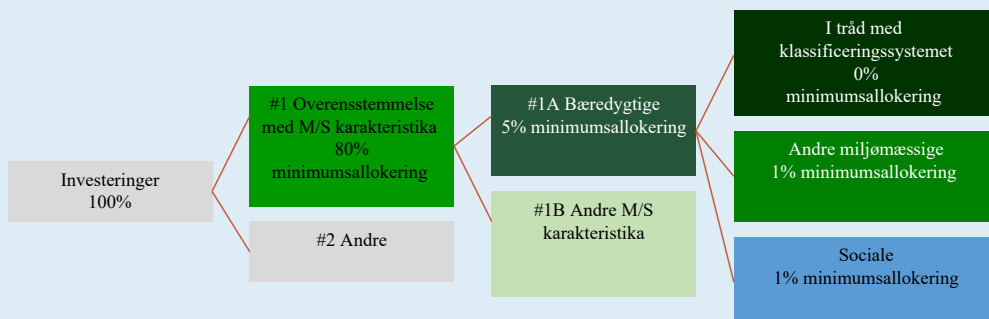 Investeringer
100%
#1 Overensstemmelse
med M/S karakteristika
80%
minimumsallokering
#2 Andre
#1A Bæredygtige
5% minimumsallokering
#1B Andre M/S
karakteristika
I tråd med
klassificeringssystemet
0%
minimumsallokering
Andre miljømæssige
1% minimumsallokering
Sociale
1% minimumsallokering